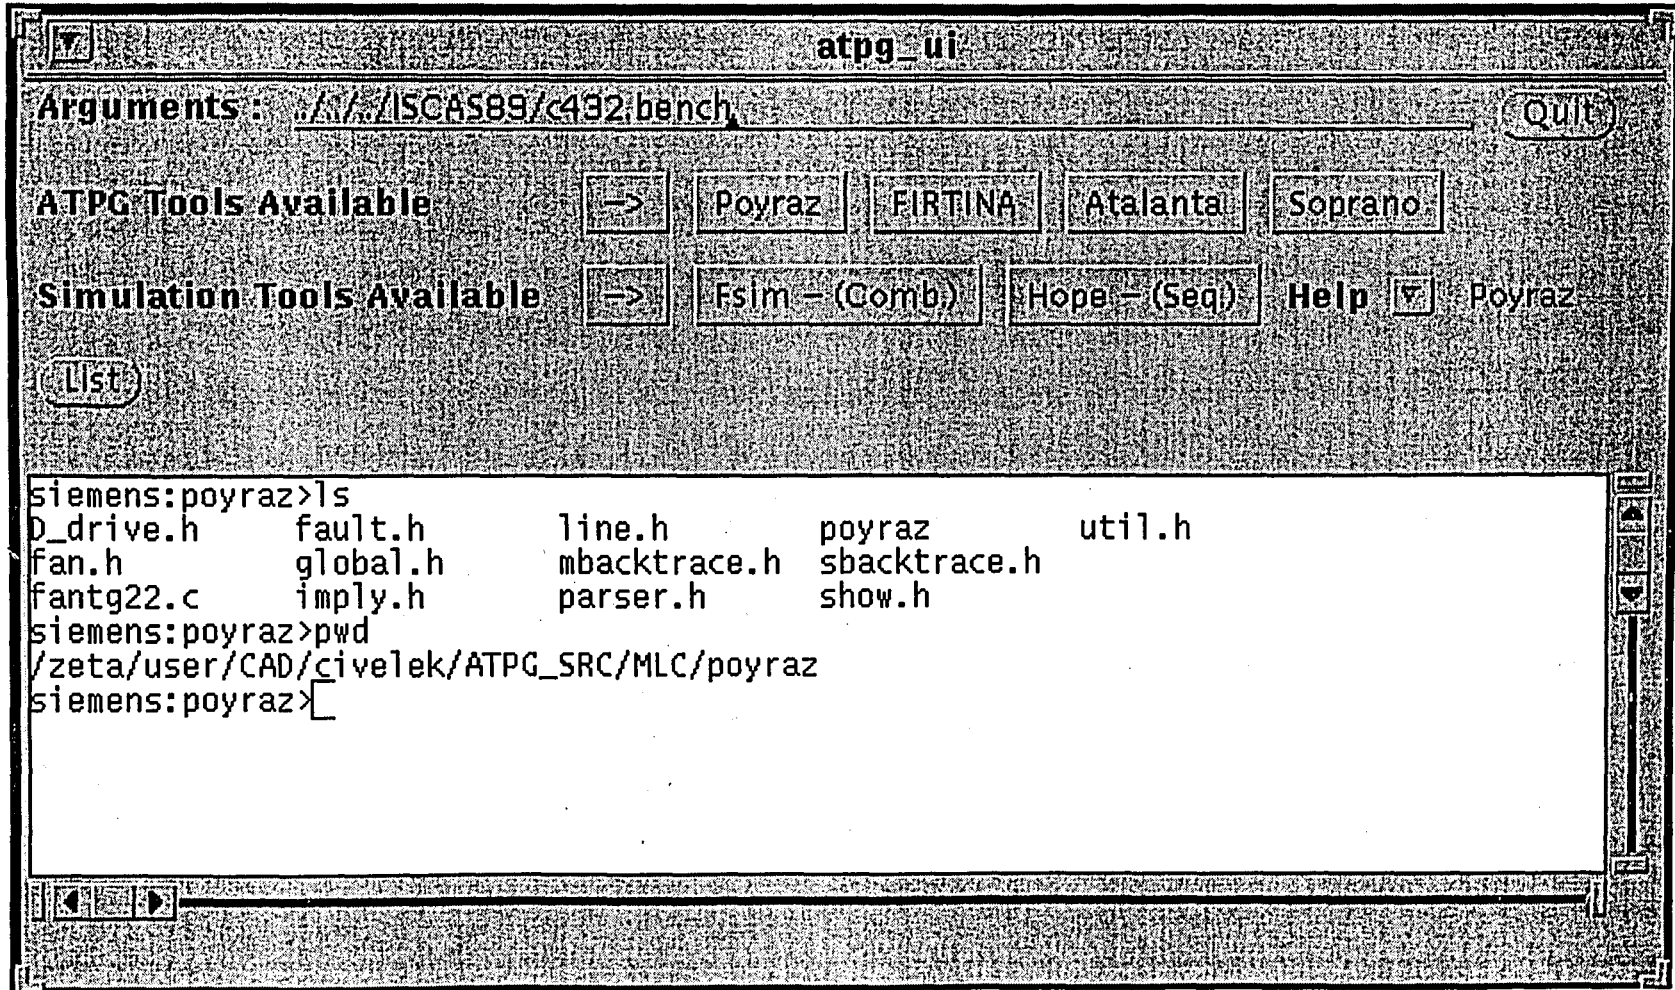 atpg_ui
Arguments : ../../../ISCAS89/c432.bench Quit
ATPG Tools Available --> Poyraz FIRTINA Atalanta Soprano
Simulation Tools Available --> Fsim – (Comb.) Hope – (Seq.) Help Poyraz
List
siemens:poyraz>ls
D_drive.h fault.h line.h poyraz util.h
fan.h global.h mbacktrace.h sbacktrace.h
fantg22.c imply.h parser.h show.h
siemens:poyraz>pwd
/zeta/user/CAD/civelek/ATPG_SRC/MLC/poyraz
siemens:poyraz>